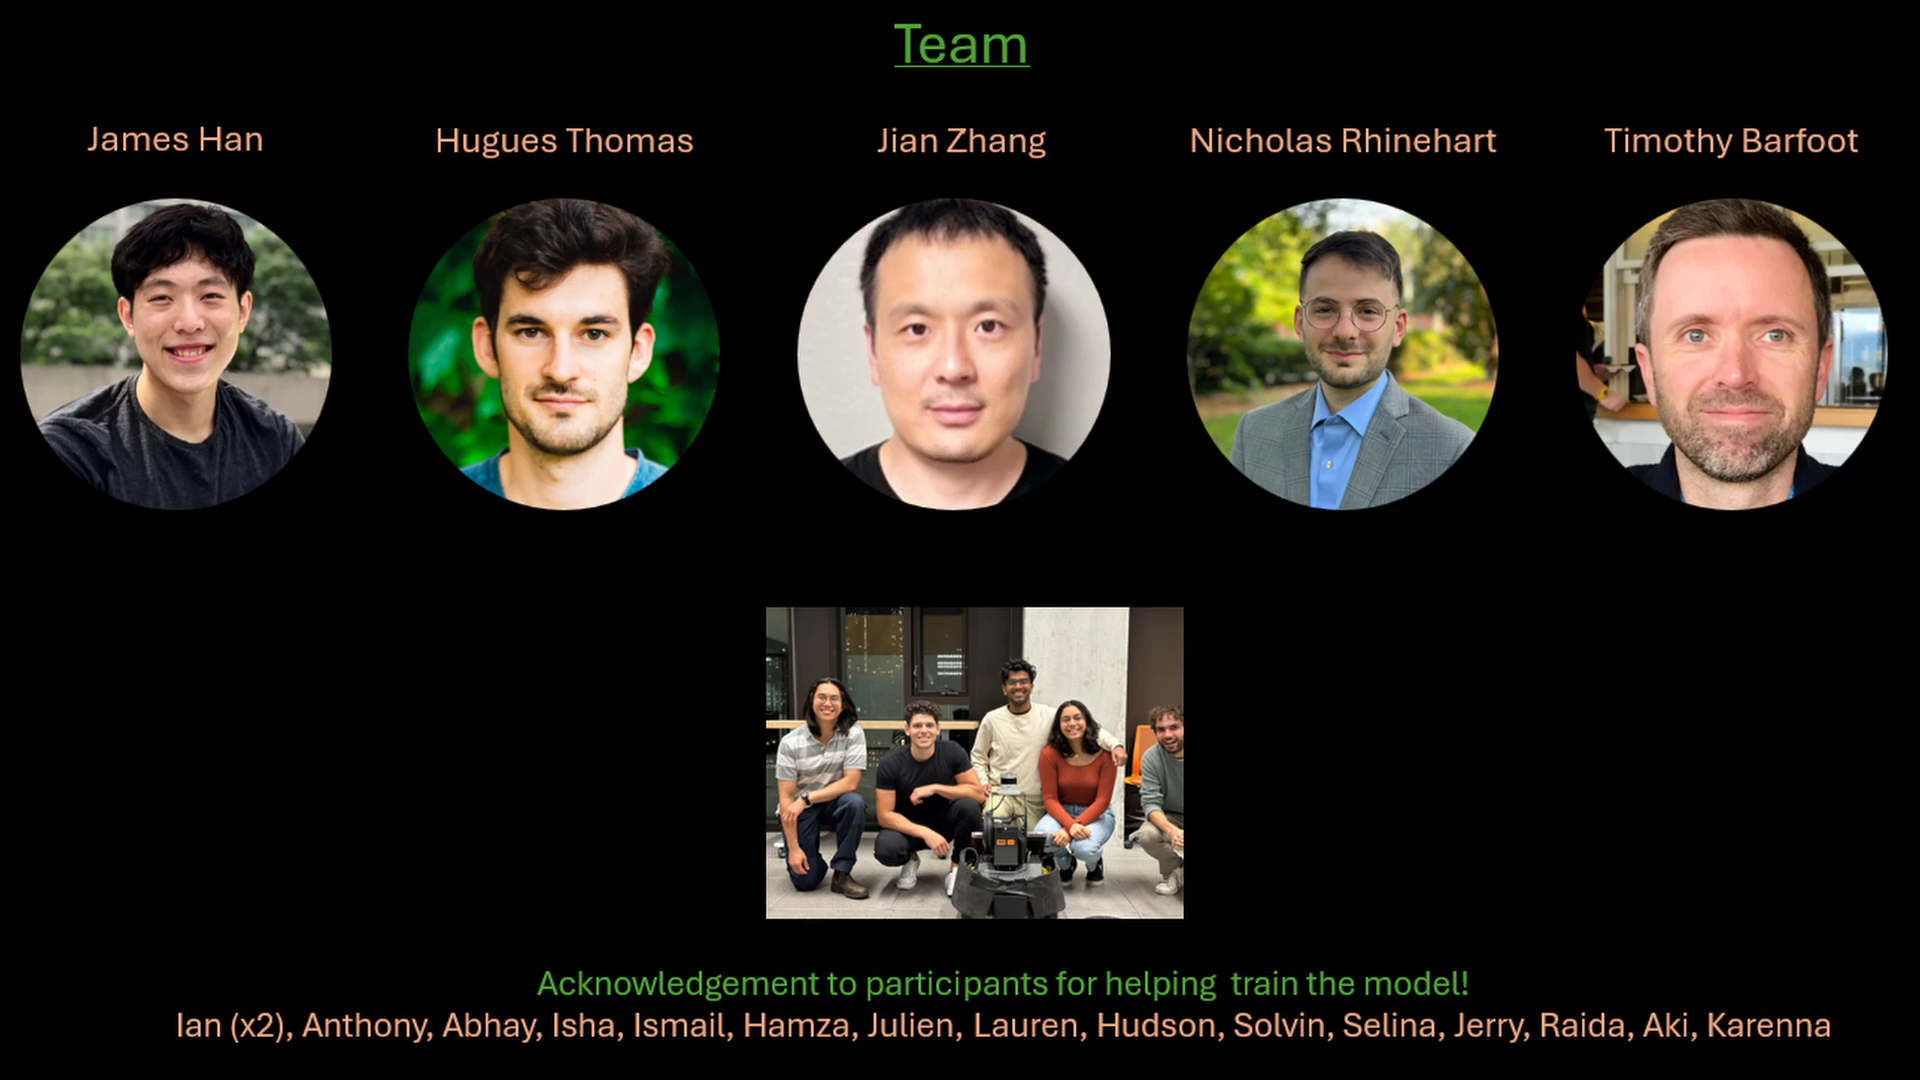 Team
James Han
Hugues Thomas
Jian Zhang
Nicholas Rhinehart
Timothy Barfoot
Acknowledgement to participants for helping  train the model!
Ian (x2), Anthony, Abhay, Isha, Ismail, Hamza, Julien, Lauren, Hudson, Solvin, Selina, Jerry, Raida, Aki, Karenna